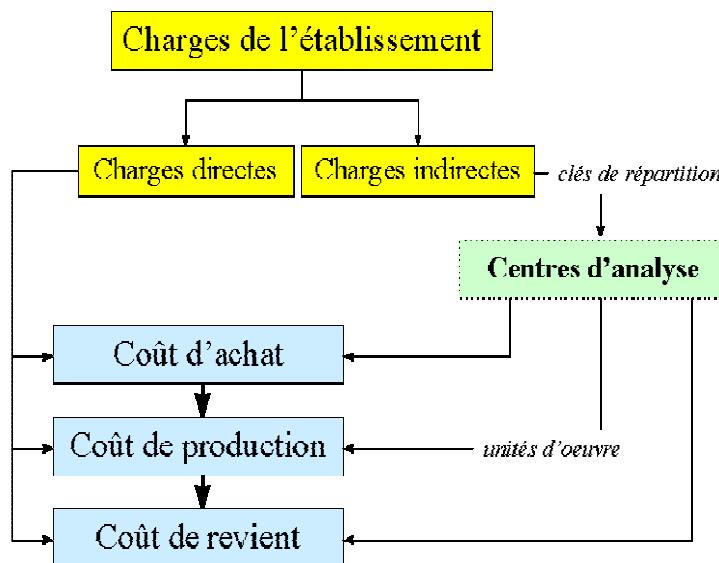 Charges de l'établissement
Charges directes
Charges indirectes
clés de répartition
Centres d'analyse
Coût d'achat
Coût de production
unités d'oeuvre
Coût de revient